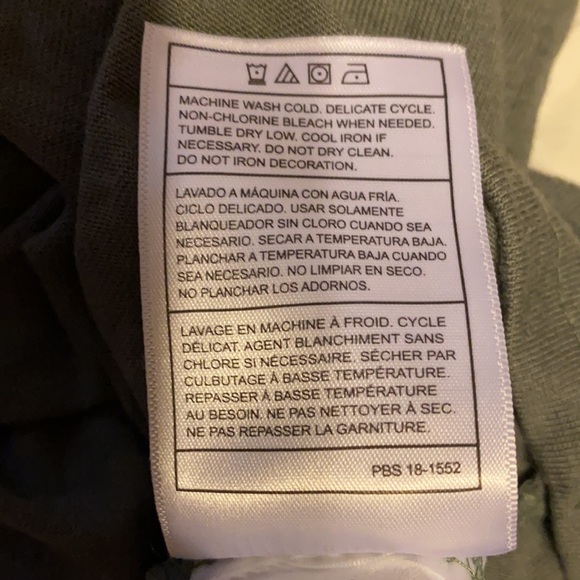 MACHINE WASH COLD. DELICATE CYCLE.
NON-CHLORINE BLEACH WHEN NEEDED.
TUMBLE DRY LOW. COOL IRON IF
NECESSARY. DO NOT DRY CLEAN.
DO NOT IRON DECORATION.
LAVADO A MÁQUINA CON AGUA FRÍA.
CICLO DELICADO. USAR SOLAMENTE
BLANQUEADOR SIN CLORO CUANDO SEA
NECESARIO. SECAR A TEMPERATURA BAJA.
PLANCHAR A TEMPERATURA BAJA CUANDO
SEA NECESARIO. NO LIMPIAR EN SECO.
NO PLANCHAR LOS ADORNOS.
LAVAGE EN MACHINE À FROID. CYCLE
DÉLICAT. AGENT BLANCHIMENT SANS
CHLORE SI NÉCESSAIRE. SÉCHER PAR
CULBUTAGE À BASSE TEMPÉRATURE.
REPASSER À BASSE TEMPÉRATURE
AU BESOIN. NE PAS NETTOYER À SEC.
NE PAS REPASSER LA GARNITURE.
PBS 18-1552